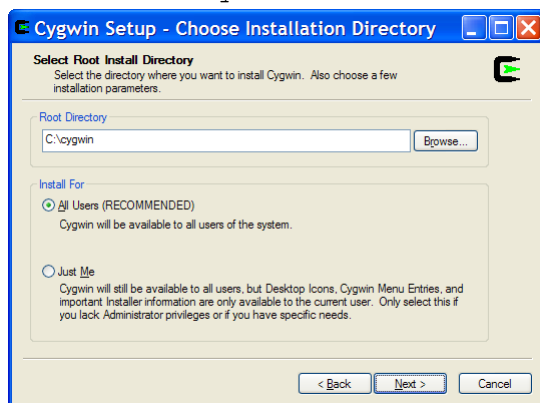 Cygwin Setup - Choose Installation Directory
Select Root Install Directory
Select the directory where you want to install Cygwin. Also choose a few
installation parameters.
Root Directory
C:\cygwin
Browse...
Install For
All Users (RECOMMENDED)
Cygwin will be available to all users of the system.
Just Me
Cygwin will still be available to all users, but Desktop Icons, Cygwin Menu Entries, and
important Installer information are only available to the current user. Only select this if
you lack Administrator privileges or if you have specific needs.
< Back
Next >
Cancel